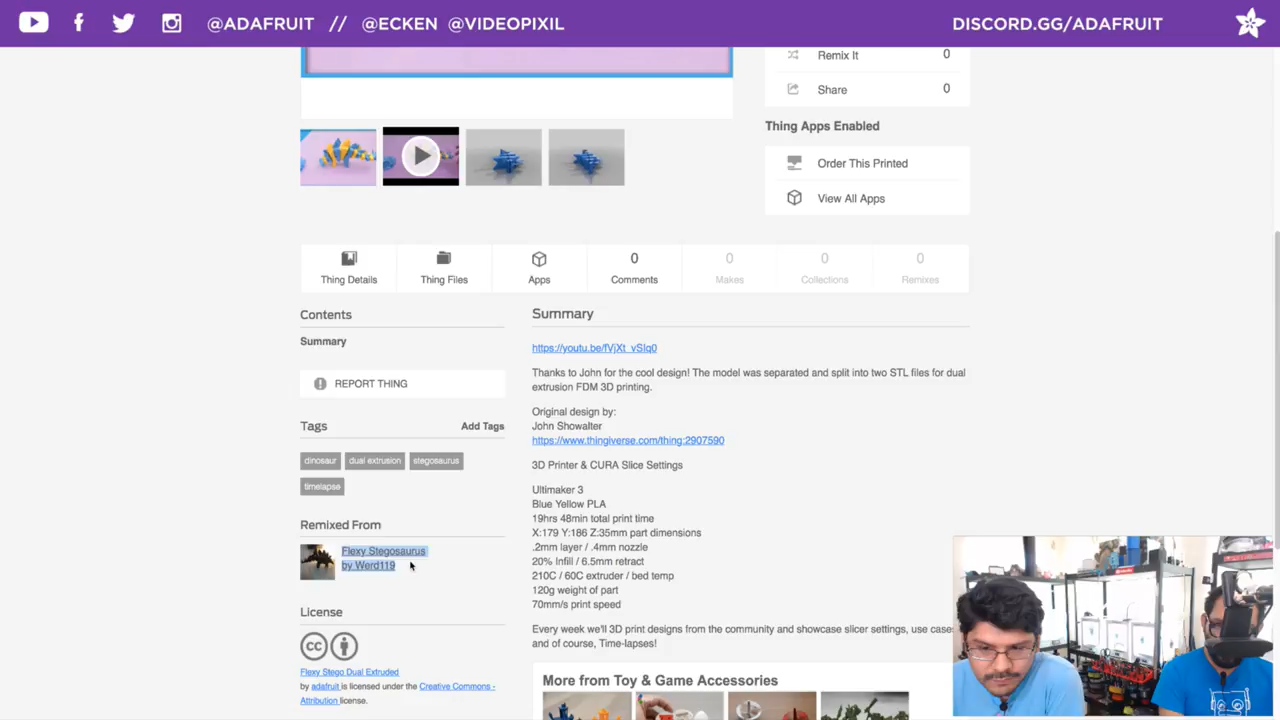 @ADAFRUIT // @ECKEN @VIDEOPIXIL
DISCORD.GG/ADAFRUIT
Remix It 0
Share 0
Thing Apps Enabled
Order This Printed
View All Apps
Thing Details
Thing Files
Apps
0
Comments
0
Makes
0
Collections
0
Remixes
Contents
Summary
REPORT THING
Tags
Add Tags
dinosaur
dual extrusion
stegosaurus
timelapse
Remixed From
Flexy Stegosaurus
by Werd119
License
cc
Flexy Stego Dual Extruded
by adafruit is licensed under the Creative Commons -
Attribution license.
Summary
https://youtu.be/fVjXt_vSIq0
Thanks to John for the cool design! The model was separated and split into two STL files for dual
extrusion FDM 3D printing.
Original design by:
John Showalter
https://www.thingiverse.com/thing:2907590
3D Printer & CURA Slice Settings
Ultimaker 3
Blue Yellow PLA
19hrs 48min total print time
X:179 Y:186 Z:35mm part dimensions
.2mm layer / .4mm nozzle
20% Infill / 6.5mm retract
210C / 60C extruder / bed temp
120g weight of part
70mm/s print speed
Every week we'll 3D print designs from the community and showcase slicer settings, use case
and of course, Time-lapses!
More from Toy & Game Accessories